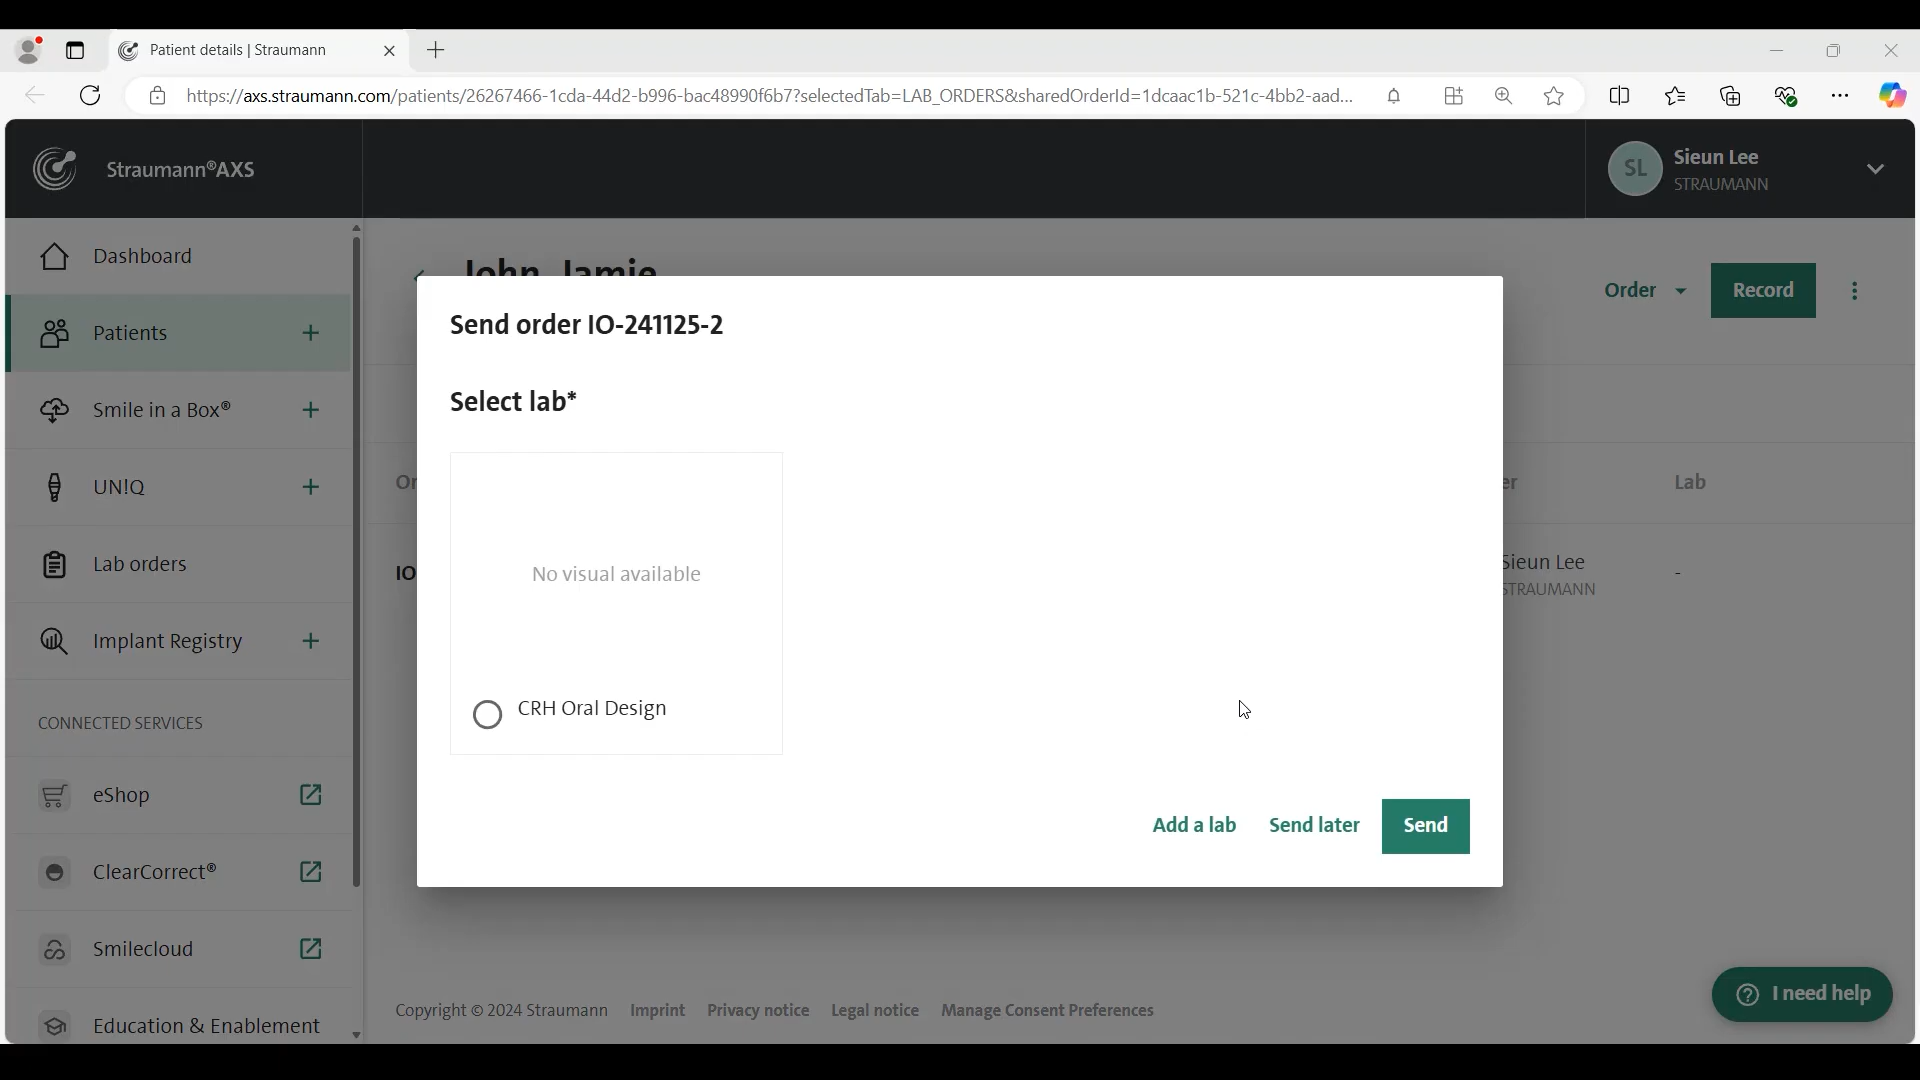 Patient details | Straumann
https://axs.straumann.com/patients/26267466-1cda-44d2-b996-bac48990f6b7?selectedTab=LAB_ORDERS&sharedOrderId=1dcaac1b-521c-4bb2-aad...
Straumann®AXS
SL
Sieun Lee
STRAUMANN
Dashboard
Patients
Smile in a Box®
UN!Q
Lab orders
Implant Registry
CONNECTED SERVICES
eShop
ClearCorrect®
Smilecloud
Education & Enablement
John, Jamie
Order
Record
Send order IO-241125-2
Select lab*
No visual available
CRH Oral Design
Add a lab
Send later
Send
Lab
IO
Sieun Lee
STRAUMANN
-
Copyright © 2024 Straumann
Imprint
Privacy notice
Legal notice
Manage Consent Preferences
I need help